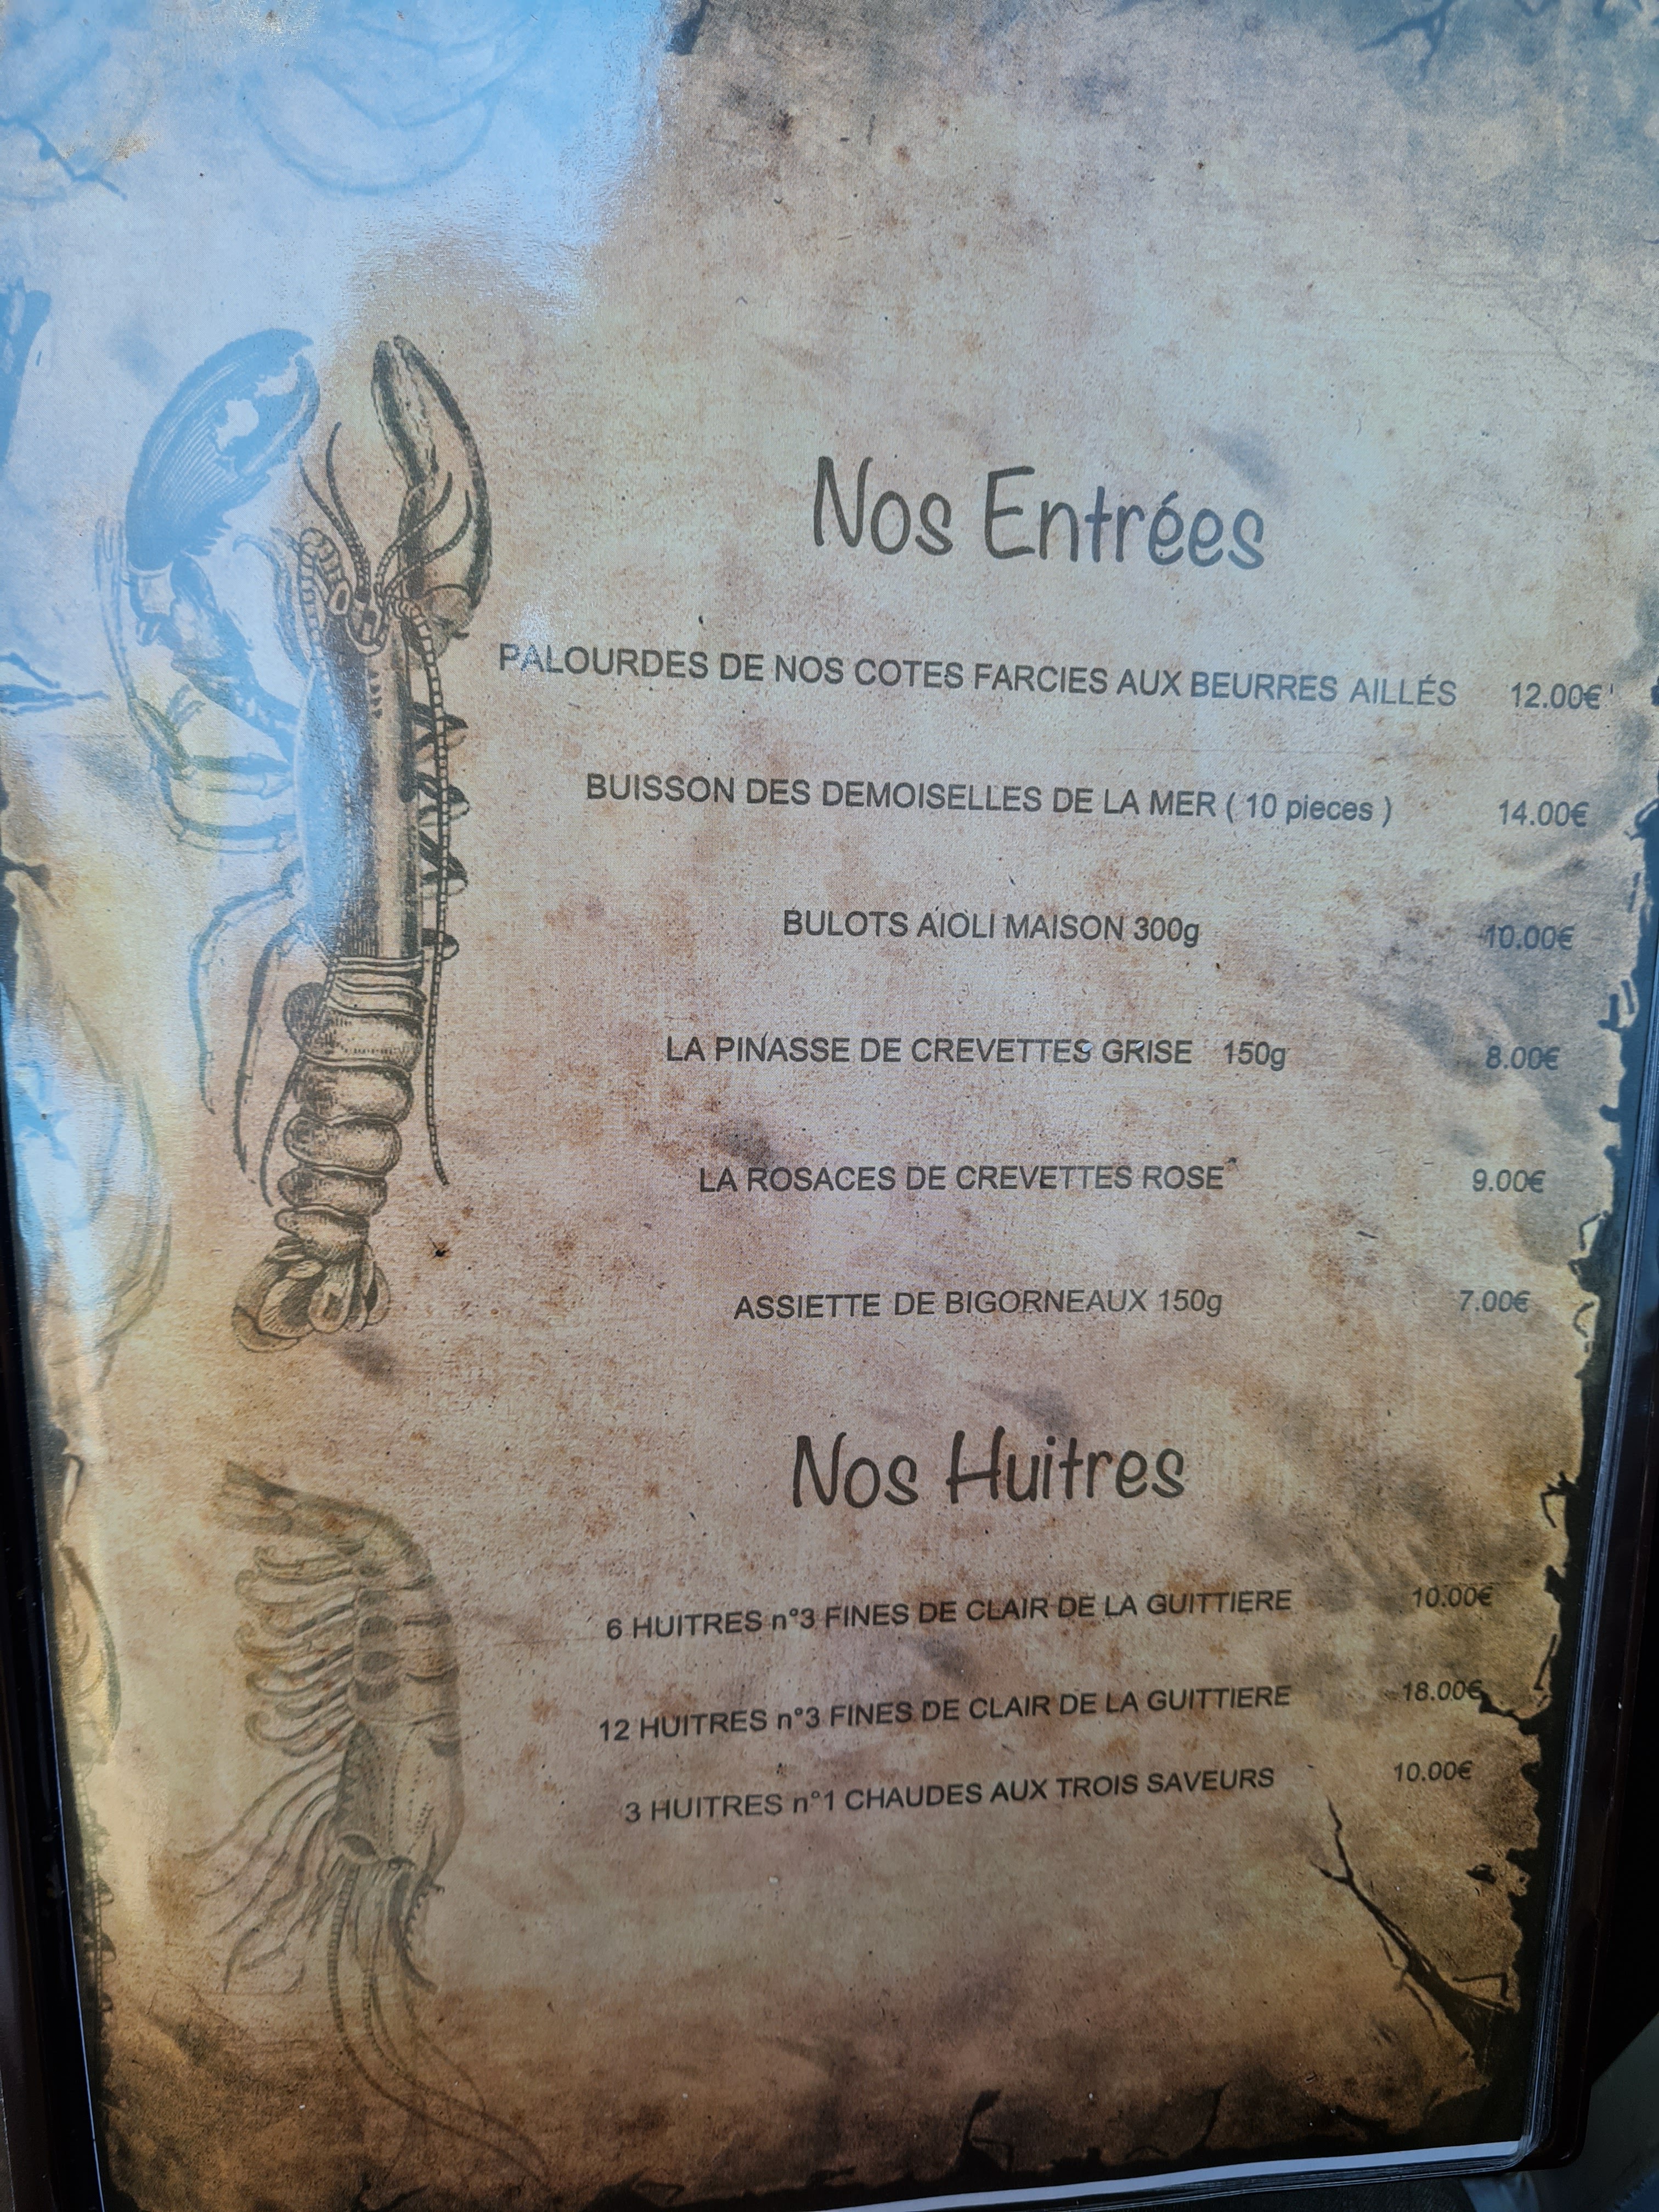 Nos Entrées
PALOURDES DE NOS COTES FARCIES AUX BEURRES AILLÉS 12.00€
BUISSON DES DEMOISELLES DE LA MER ( 10 pieces ) 14.00€
BULOTS AIOLI MAISON 300g 10.00€
LA PINASSE DE CREVETTES GRISE 150g 8.00€
LA ROSACES DE CREVETTES ROSE 9.00€
ASSIETTE DE BIGORNEAUX 150g 7.00€
Nos Huitres
6 HUITRES n°3 FINES DE CLAIR DE LA GUITTIERE 10.00€
12 HUITRES n°3 FINES DE CLAIR DE LA GUITTIERE 18.00€
3 HUITRES n°1 CHAUDES AUX TROIS SAVEURS 10.00€